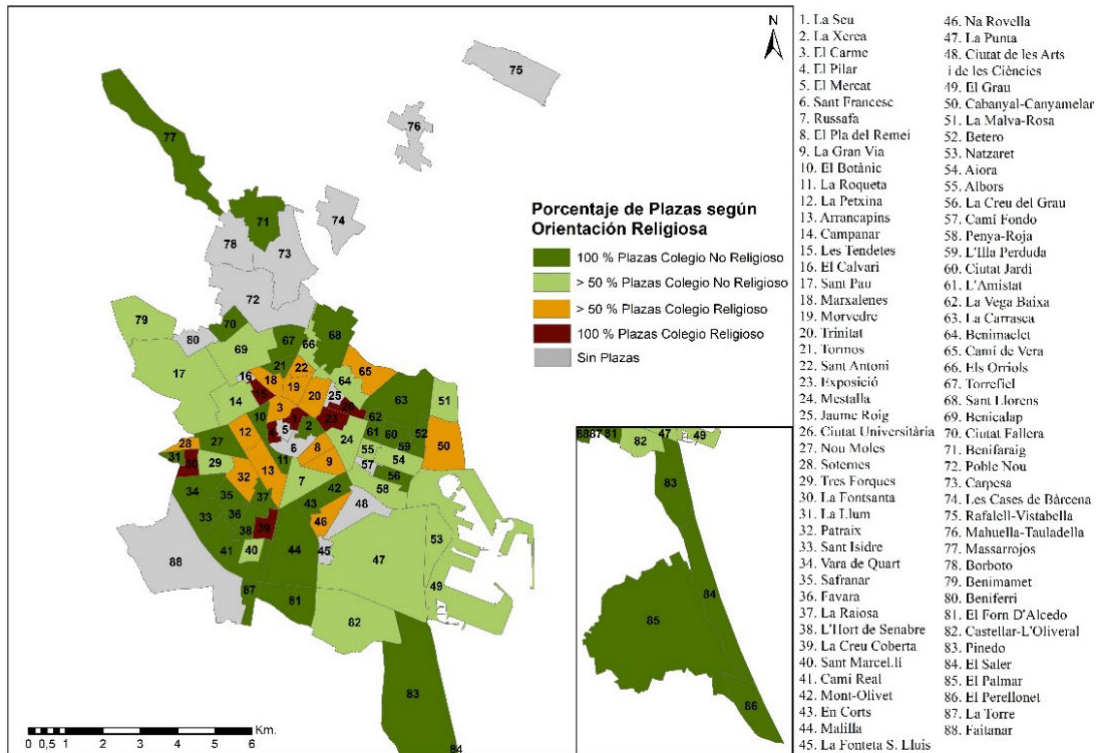 N
Porcentaje de Plazas según
Orientación Religiosa
100 % Plazas Colegio No Religioso
> 50 % Plazas Colegio No Religioso
> 50 % Plazas Colegio Religioso
100 % Plazas Colegio Religioso
Sin Plazas
0 0,5 1 2 3 4 5 6 Km.
1. La Seu
2. La Xerea
3. El Carme
4. El Pilar
5. El Mercat
6. Sant Francesc
7. Russafa
8. El Pla del Remei
9. La Gran Via
10. El Botànic
11. La Roqueta
12. La Petxina
13. Arrancapins
14. Campanar
15. Les Tendetes
16. El Calvari
17. Sant Pau
18. Marxalenes
19. Morvedre
20. Trinitat
21. Tormos
22. Sant Antoni
23. Exposició
24. Mestalla
25. Jaume Roig
26. Ciutat Universitària
27. Nou Moles
28. Soternes
29. Tres Forques
30. La Fontsanta
31. La Llum
32. Patraix
33. Sant Isidre
34. Vara de Quart
35. Safranar
36. Favara
37. La Raiosa
38. L'Hort de Senabre
39. La Creu Coberta
40. Sant Marcel.lí
41. Cami Real
42. Mont-Olivet
43. En Corts
44. Malilla
45. La Fonteta S. Lluis
46. Na Rovella
47. La Punta
48. Ciutat de les Arts
i de les Ciències
49. El Grau
50. Cabanyal-Canyamelar
51. La Malva-Rosa
52. Betero
53. Natzaret
54. Aiora
55. Albors
56. La Creu del Grau
57. Camí Fondo
58. Penya-Roja
59. L'Illa Perduda
60. Ciutat Jardí
61. L'Amistat
62. La Vega Baixa
63. La Carrasca
64. Benimaclet
65. Camí de Vera
66. Els Orriols
67. Torrefiel
68. Sant Llorens
69. Benicalap
70. Ciutat Fallera
71. Benifaraig
72. Poble Nou
73. Carpesa
74. Les Cases de Bàrcena
75. Rafalell-Vistabella
76. Mahuella-Tauladella
77. Massarrojos
78. Borboto
79. Benimamet
80. Beniferri
81. El Forn D'Alcedo
82. Castellar-L'Oliveral
83. Pinedo
84. El Saler
85. El Palmar
86. El Perellonet
87. La Torre
88. Faitanar